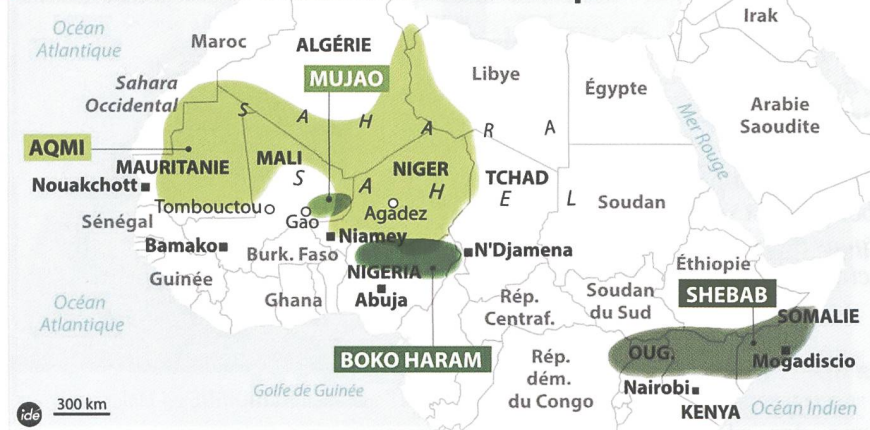 Océan
Atlantique
Maroc
ALGÉRIE
Irak
MUJAO
Libye
Égypte
Sahara
Occidental
Arabie
Saoudite
Mer Rouge
S A H A R A
AQMI
MAURITANIE
MALI
NIGER
TCHAD
Nouakchott
S A H E L
Soudan
Tombouctou
Gao
Agadez
Sénégal
Niamey
Bamako
Burk. Faso
N'Djamena
Éthiopie
Guinée
NIGERIA
Ghana
Abuja
Rép.
Centraf.
Soudan
du Sud
SHEBAB
SOMALIE
Océan
Atlantique
BOKO HARAM
Rép.
dém.
du Congo
OUG.
Mogadiscio
Nairobi
Golfe de Guinée
KENYA
Océan Indien
idé
300 km